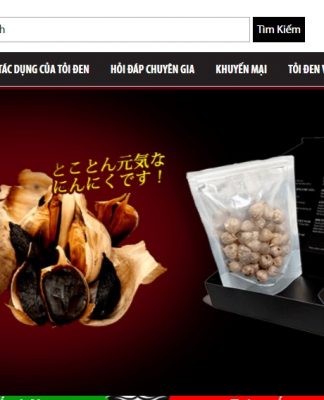 h
Tìm Kiếm
TÁC DỤNG CỦA TỎI ĐEN
HỎI ĐÁP CHUYÊN GIA
KHUYẾN MẠI
TỎI ĐEN V
とことん元気な
にんにくです！